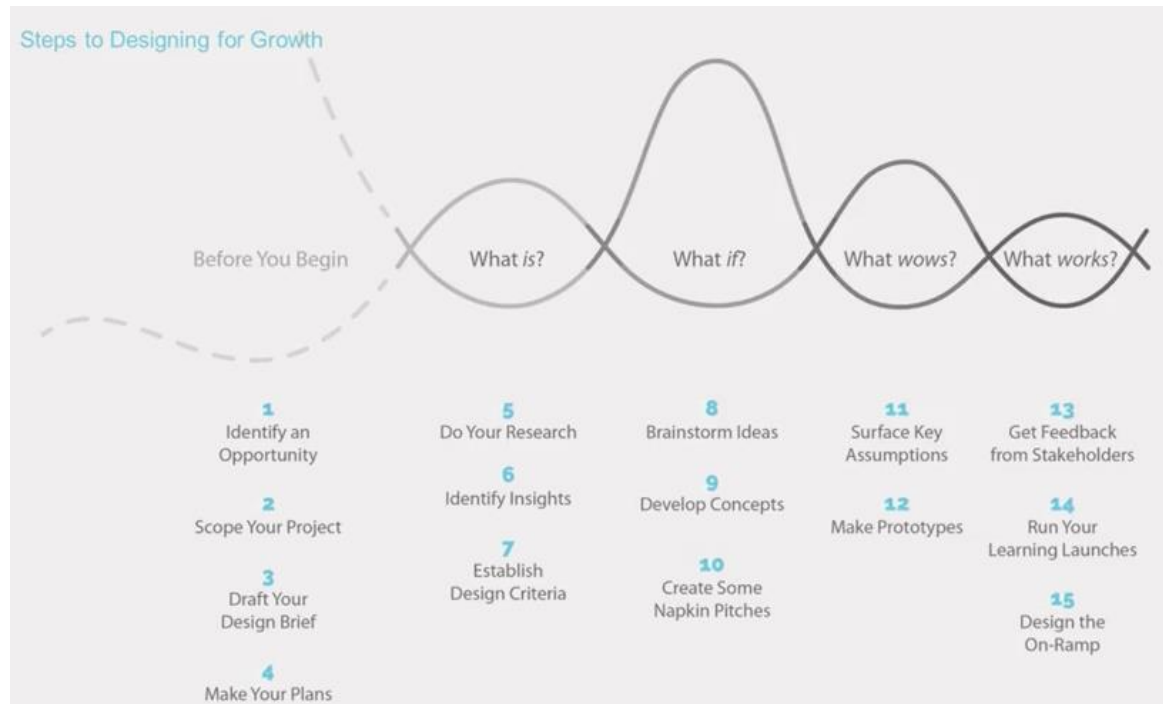 Steps to Designing for Growth
Before You Begin
What is?
What if?
What wows?
What works?
1
Identify an
Opportunity
2
Scope Your Project
3
Draft Your
Design Brief
4
Make Your Plans
5
Do Your Research
6
Identify Insights
7
Establish
Design Criteria
8
Brainstorm Ideas
9
Develop Concepts
10
Create Some
Napkin Pitches
11
Surface Key
Assumptions
12
Make Prototypes
13
Get Feedback
from Stakeholders
14
Run Your
Learning Launches
15
Design the
On-Ramp